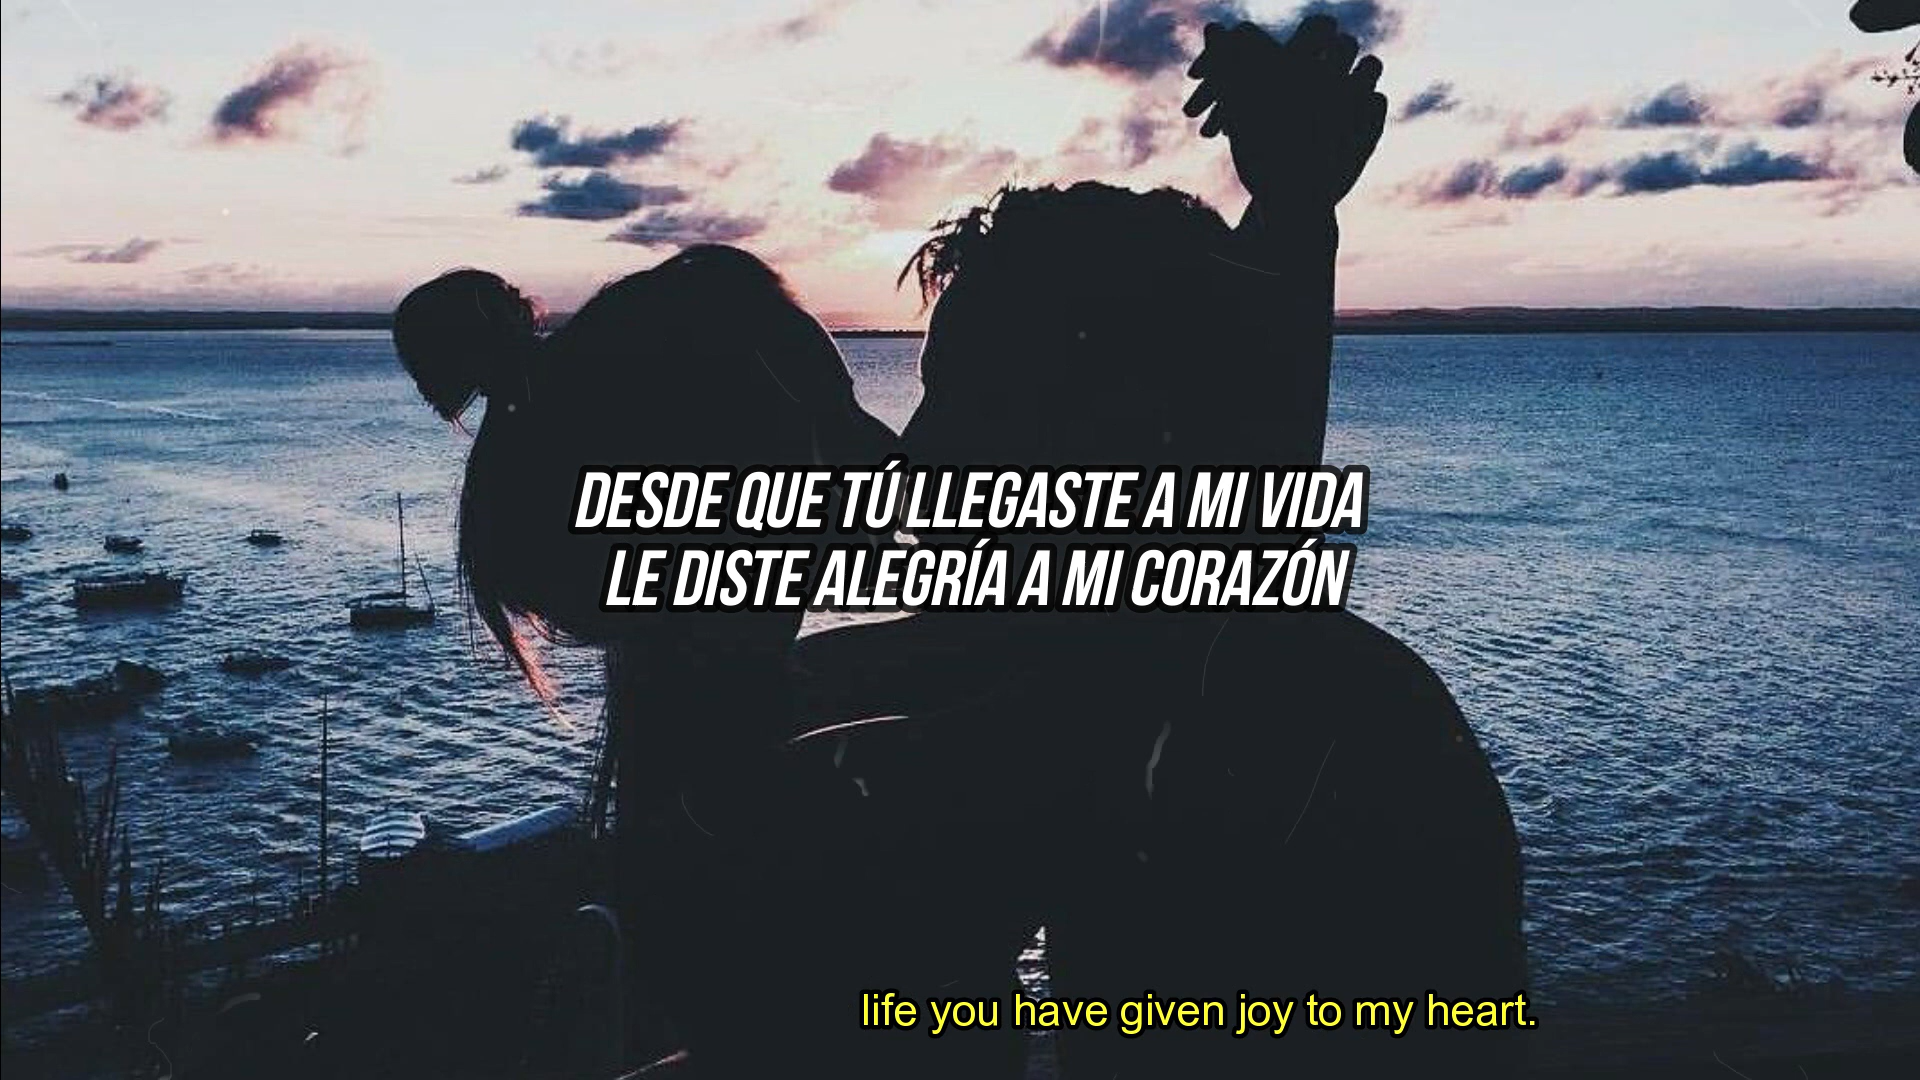 DESDE QUE TÚ LLEGASTE A MI VIDA
LE DISTE ALEGRÍA A MI CORAZÓN
life you have given joy to my heart.